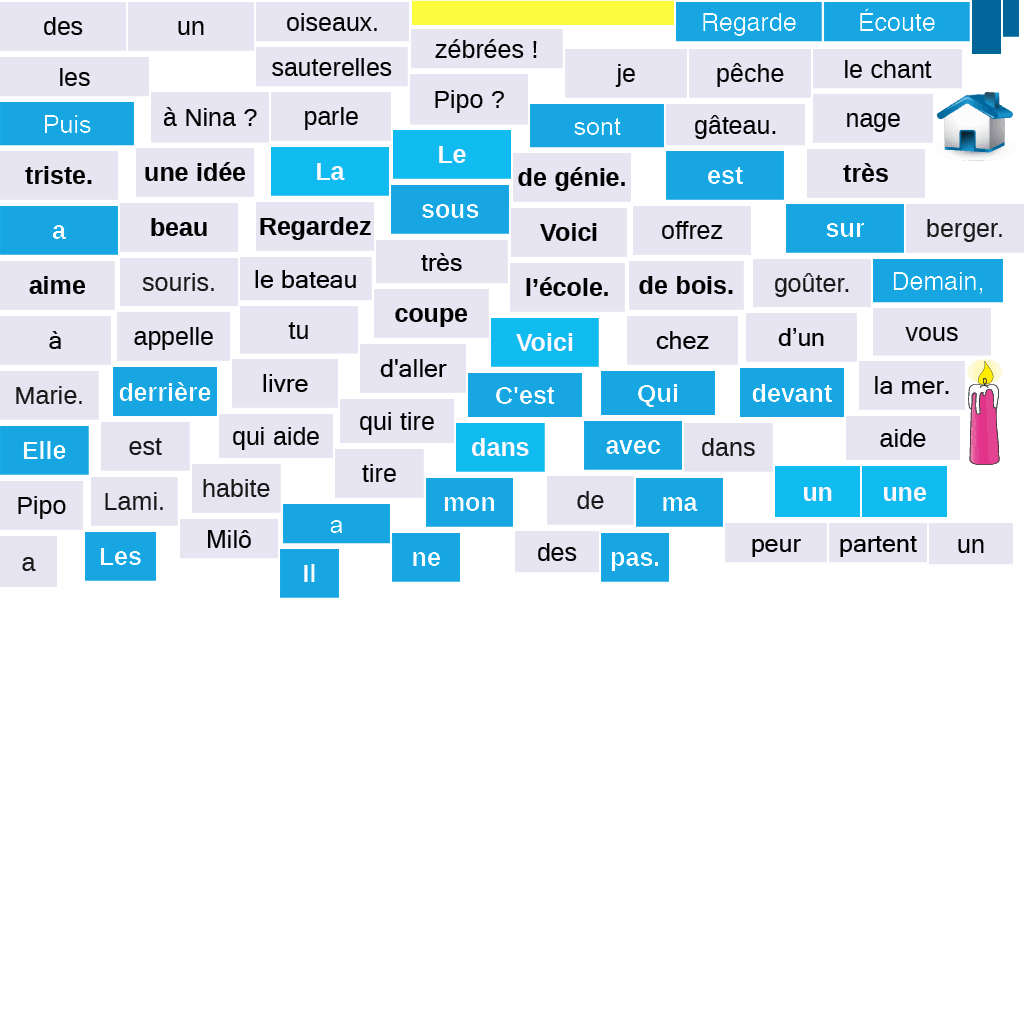 des un oiseaux. Regarde Écoute
zébrées !
les sauterelles je pêche le chant
Pipo ?
Puis à Nina ? parle sont gâteau. nage
Le
triste. une idée La de génie. est très
sous
a beau Regardez Voici offrez sur berger.
très
aime souris. le bateau l’école. de bois. goûter. Demain,
coupe
à appelle tu Voici chez d’un vous
d'aller
Marie. derrière livre C'est Qui devant la mer.
qui tire
Elle est qui aide dans avec dans aide
tire
Pipo Lami. habite mon de ma un une
a
Milô
a Les Il ne des pas. peur partent un